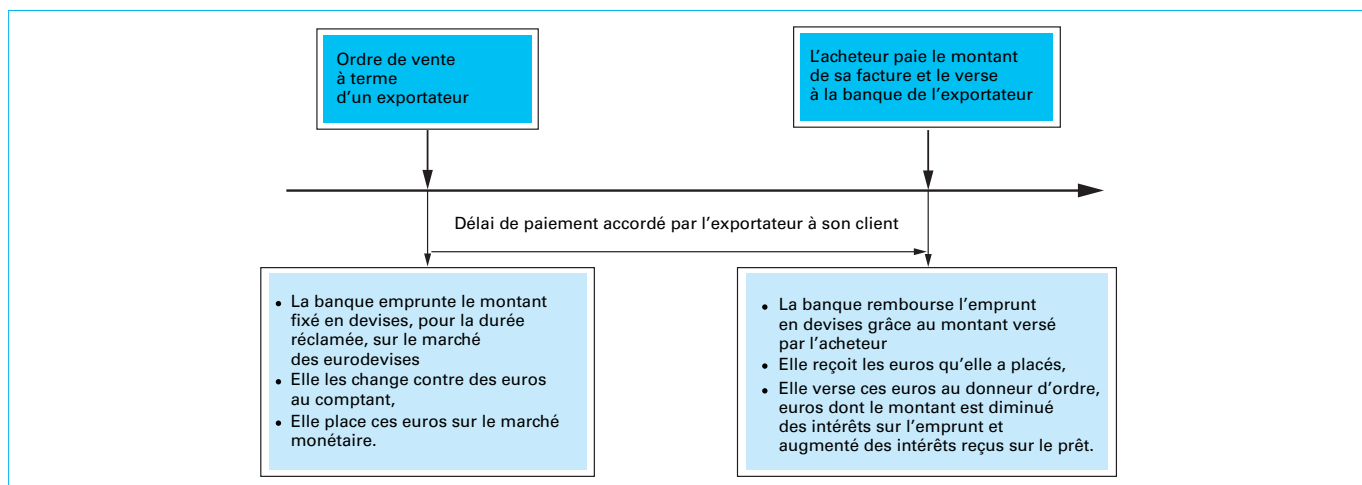 Ordre de vente
à terme
d'un exportateur
L'acheteur paie le montant
de sa facture et le verse
à la banque de l'exportateur
Délai de paiement accordé par l'exportateur à son client
• La banque emprunte le montant
fixé en devises, pour la durée
réclamée, sur le marché
des eurodevises
• Elle les change contre des euros
au comptant,
• Elle place ces euros sur le marché
monétaire.
• La banque rembourse l'emprunt
en devises grâce au montant versé
par l'acheteur
• Elle reçoit les euros qu'elle a placés,
• Elle verse ces euros au donneur d'ordre,
euros dont le montant est diminué
des intérêts sur l'emprunt et
augmenté des intérêts reçus sur le prêt.